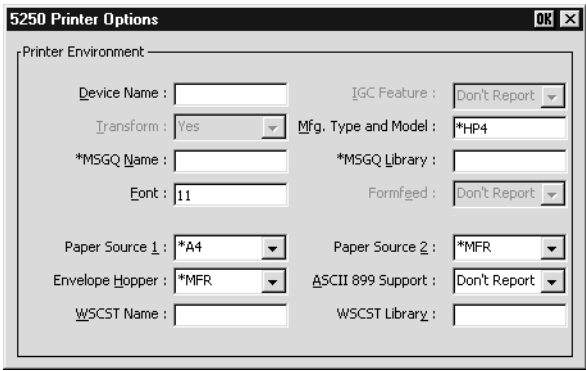 5250 Printer Options OK
Printer Environment
Device Name : IGC Feature : Don't Report
Transform : Yes Mfg. Type and Model : *HP4
*MSGQ Name : *MSGQ Library :
Font : 11 Formfeed : Don't Report
Paper Source 1 : *A4 Paper Source 2 : *MFR
Envelope Hopper : *MFR ASCII 899 Support : Don't Report
WSCST Name : WSCST Library :